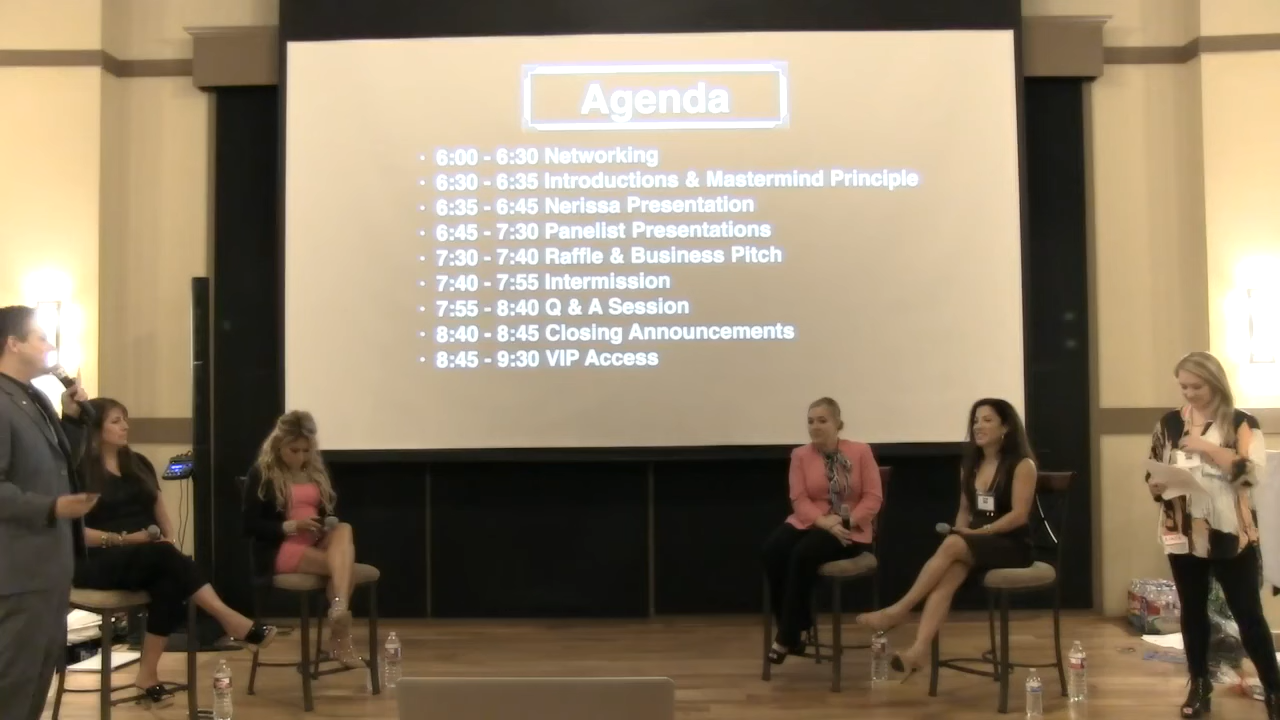 Agenda
· 6:00 - 6:30 Networking
· 6:30 - 6:35 Introductions & Mastermind Principle
· 6:35 - 6:45 Nerissa Presentation
· 6:45 - 7:30 Panelist Presentations
· 7:30 - 7:40 Raffle & Business Pitch
· 7:40 - 7:55 Intermission
· 7:55 - 8:40 Q & A Session
· 8:40 - 8:45 Closing Announcements
· 8:45 - 9:30 VIP Access